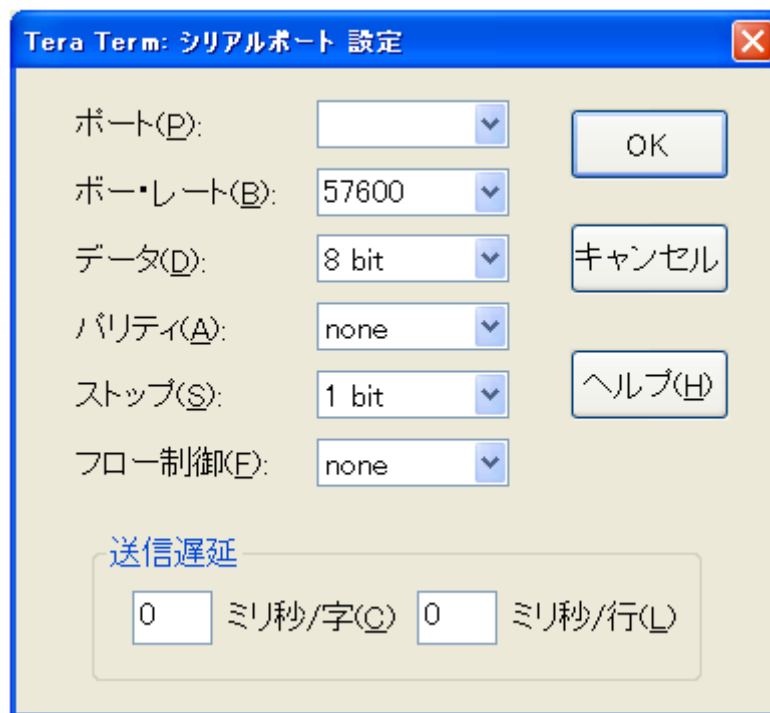 Tera Term: シリアルポート 設定
ポート(P):
OK
ボー・レート(B): 57600
データ(D): 8 bit
キャンセル
パリティ(A): none
ストップ(S): 1 bit
ヘルプ(H)
フロー制御(F): none
送信遅延
0 ミリ秒/字(C) 0 ミリ秒/行(L)